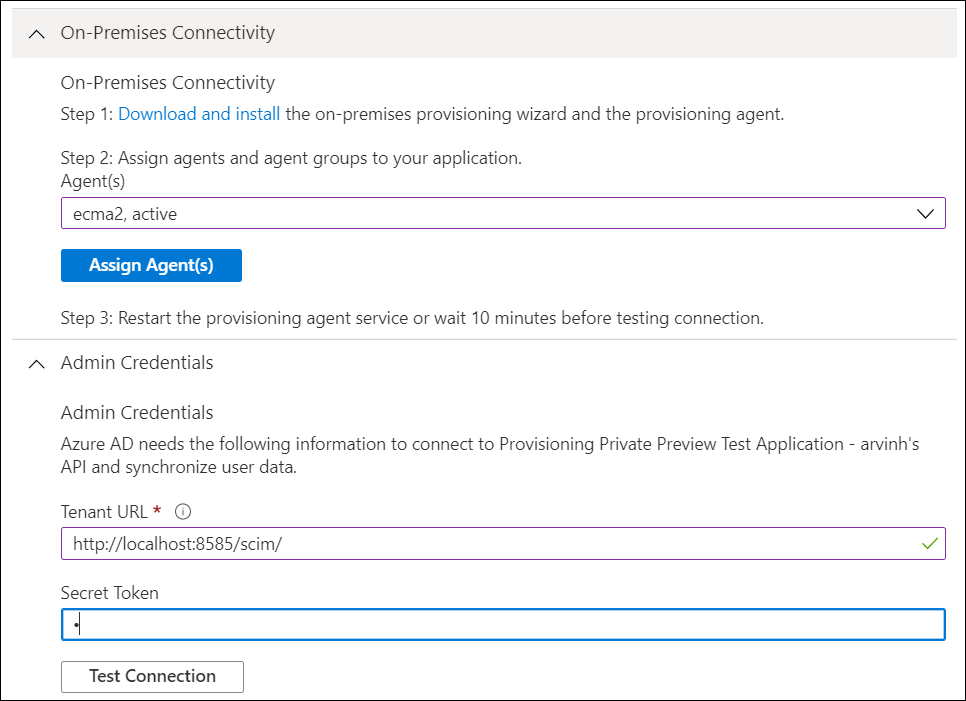 On-Premises Connectivity
On-Premises Connectivity
Step 1: Download and install the on-premises provisioning wizard and the provisioning agent.
Step 2: Assign agents and agent groups to your application.
Agent(s)
ecma2, active
Assign Agent(s)
Step 3: Restart the provisioning agent service or wait 10 minutes before testing connection.
Admin Credentials
Admin Credentials
Azure AD needs the following information to connect to Provisioning Private Preview Test Application - arvinh's
API and synchronize user data.
Tenant URL *
http://localhost:8585/scim/
Secret Token
•
Test Connection